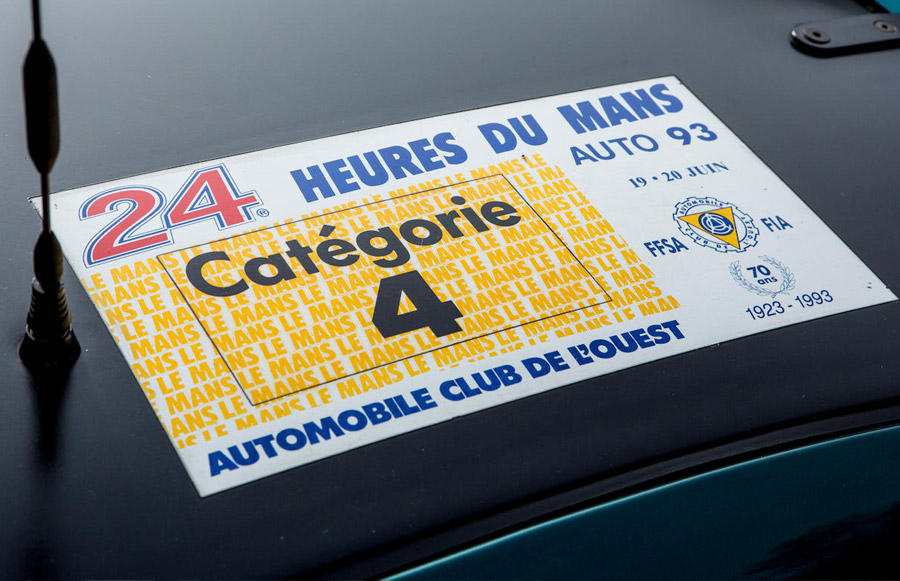 24® HEURES DU MANS
AUTO 93
19 • 20 JUIN
Catégorie
4
AUTOMOBILE
FFSA FIA
70
ans
1923-1993
AUTOMOBILE CLUB DE L'OUEST